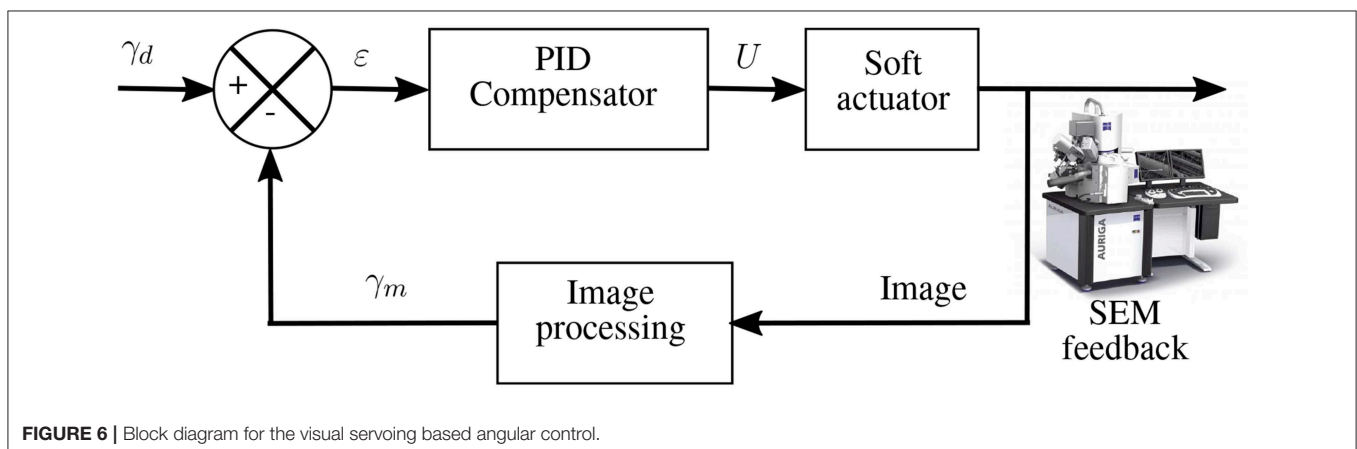 γd
+
-
ε
PID
Compensator
U
Soft
actuator
AURIGA
SEM
feedback
Image
Image
processing
γm
FIGURE 6 | Block diagram for the visual servoing based angular control.